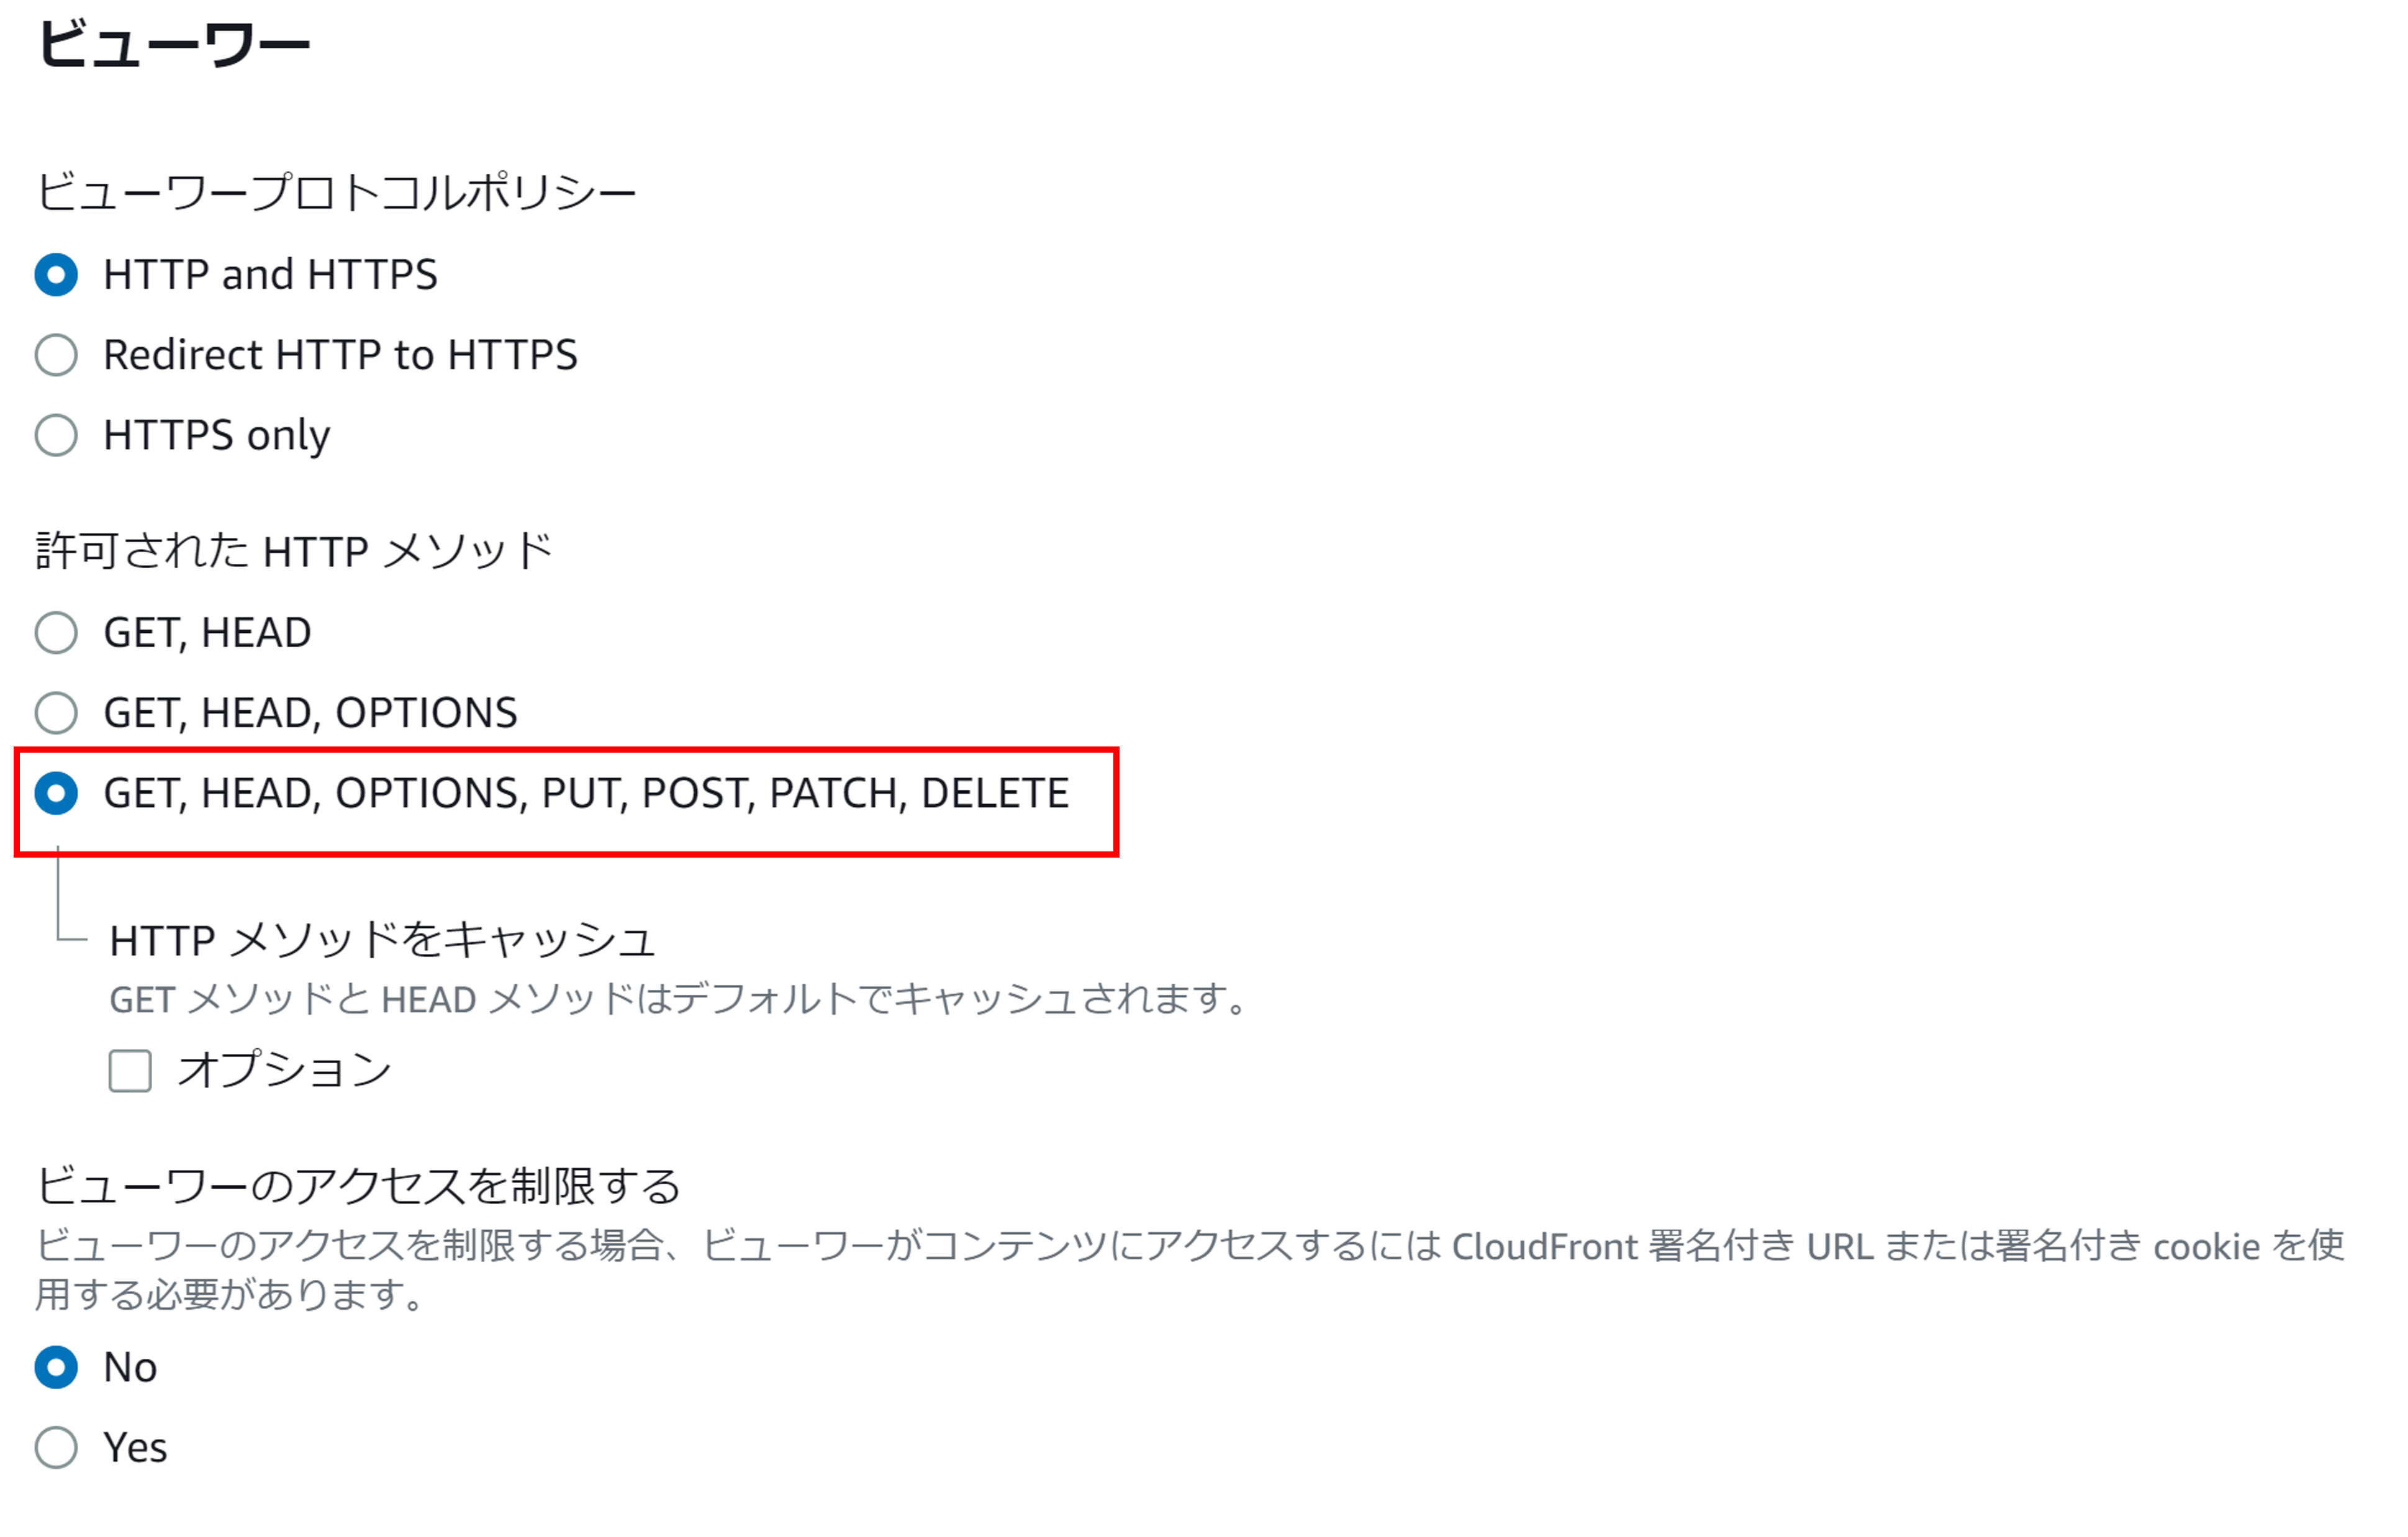 ビューワー
ビューワープロトコルポリシー
HTTP and HTTPS
Redirect HTTP to HTTPS
HTTPS only
許可された HTTP メソッド
GET, HEAD
GET, HEAD, OPTIONS
GET, HEAD, OPTIONS, PUT, POST, PATCH, DELETE
HTTP メソッドをキャッシュ
GET メソッドと HEAD メソッドはデフォルトでキャッシュされます。
オプション
ビューワーのアクセスを制限する
ビューワーのアクセスを制限する場合、ビューワーがコンテンツにアクセスするには CloudFront 署名付き URL または署名付き cookie を使
用する必要があります。
No
Yes